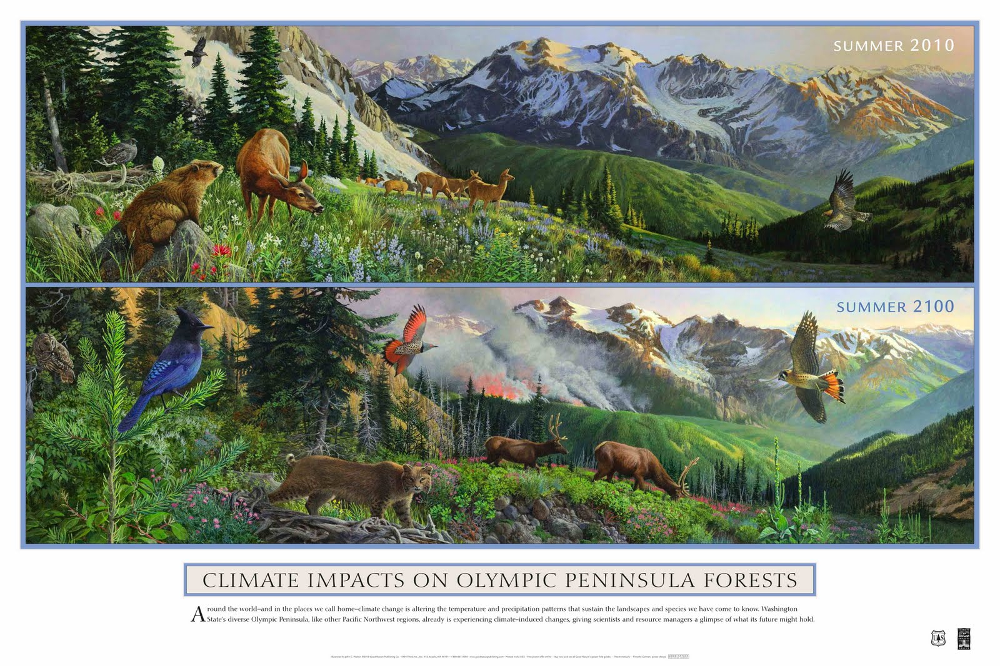 SUMMER 2010
SUMMER 2100
CLIMATE IMPACTS ON OLYMPIC PENINSULA FORESTS
Around the world–and in the places we call home–climate change is altering the temperature and precipitation patterns that sustain the landscapes and species we have come to know. Washington
State's diverse Olympic Peninsula, like other Pacific Northwest regions, already is experiencing climate–induced changes, giving scientists and resource managers a glimpse of what its future might hold.